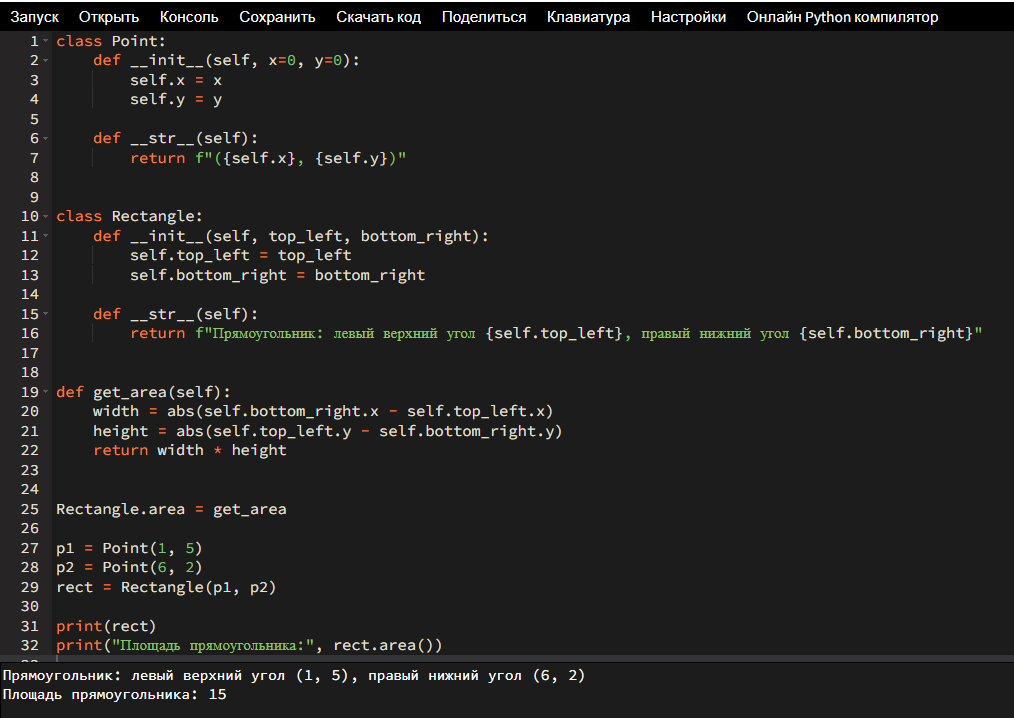 Запуск Открыть Консоль Сохранить Скачать код Поделиться Клавиатура Настройки Онлайн Python компилятор
1 class Point:
2     def __init__(self, x=0, y=0):
3         self.x = x
4         self.y = y
5
6     def __str__(self):
7         return f"({self.x}, {self.y})"
8
9
10 class Rectangle:
11     def __init__(self, top_left, bottom_right):
12         self.top_left = top_left
13         self.bottom_right = bottom_right
14
15     def __str__(self):
16         return f"Прямоугольник: левый верхний угол {self.top_left}, правый нижний угол {self.bottom_right}"
17
18
19 def get_area(self):
20     width = abs(self.bottom_right.x - self.top_left.x)
21     height = abs(self.top_left.y - self.bottom_right.y)
22     return width * height
23
24
25 Rectangle.area = get_area
26
27 p1 = Point(1, 5)
28 p2 = Point(6, 2)
29 rect = Rectangle(p1, p2)
30
31 print(rect)
32 print("Площадь прямоугольника:", rect.area())
Прямоугольник: левый верхний угол (1, 5), правый нижний угол (6, 2)
Площадь прямоугольника: 15